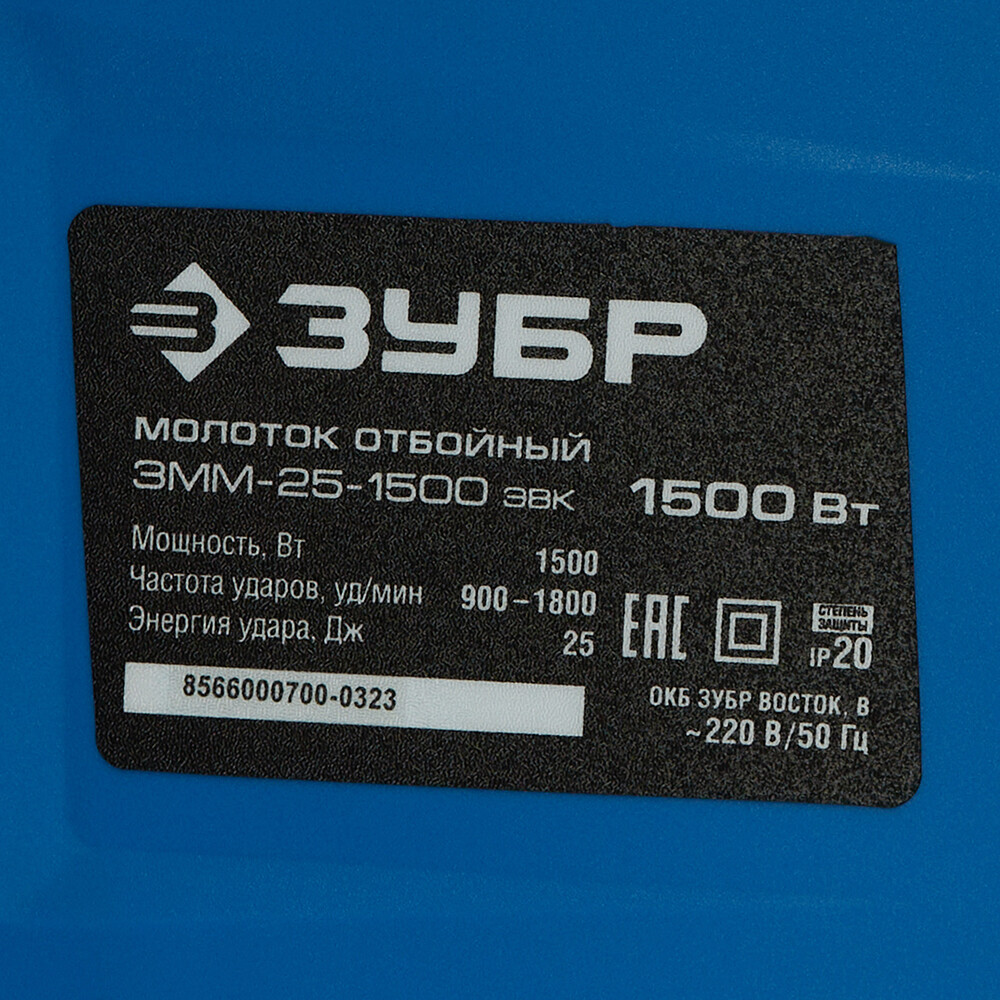 ЗУБР
МОЛОТОК ОТБОЙНЫЙ
ЗММ-25-1500 ЭВК 1500 Вт
Мощность, Вт 1500
Частота ударов, уд/мин 900-1800
Энергия удара, Дж 25
EAC
СТЕПЕНЬ
ЗАЩИТЫ
IP20
8566000700-0323
ОКБ ЗУБР ВОСТОК, В
~220 В/50 Гц